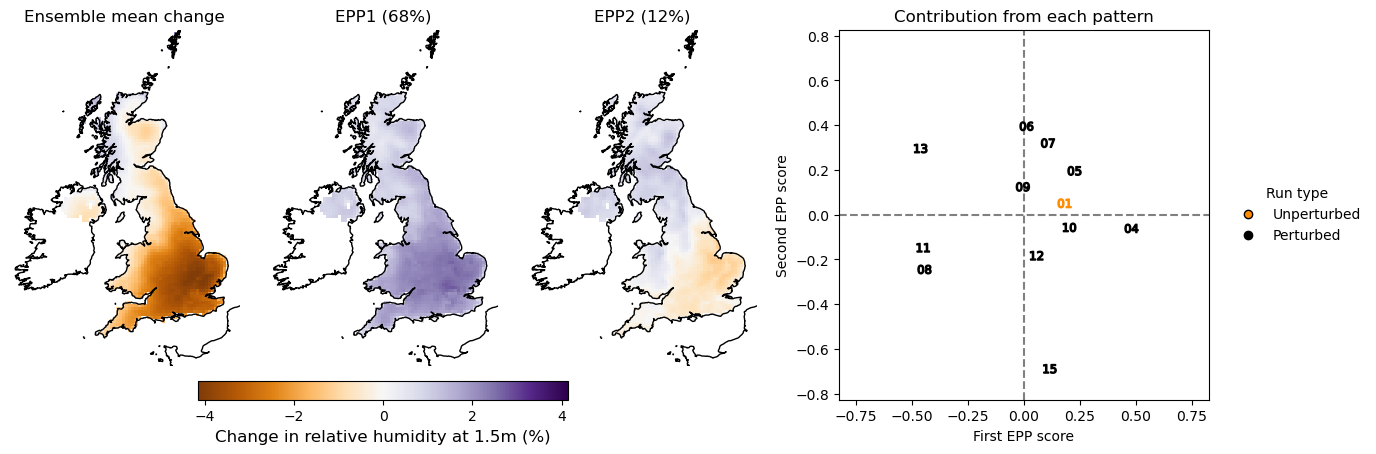 Ensemble mean change
EPP1 (68%)
EPP2 (12%)
−4 −2 0 2 4
Change in relative humidity at 1.5m (%)
Contribution from each pattern
Second EPP score
0.8
0.6
0.4
0.2
0.0
−0.2
−0.4
−0.6
−0.8
06
07
13
05
09
01
10
04
11
12
08
15
−0.75 −0.50 −0.25 0.00 0.25 0.50 0.75
First EPP score
Run type
Unperturbed
Perturbed